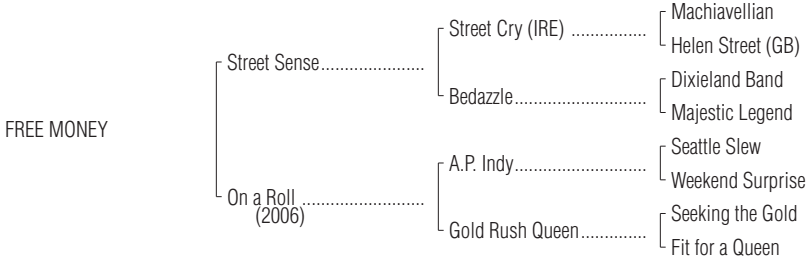 Machiavellian
Street Cry (IRE) ................
Helen Street (GB)
Street Sense......................
Dixieland Band
Bedazzle............................
Majestic Legend
FREE MONEY
Seattle Slew
A.P. Indy............................
Weekend Surprise
On a Roll ..........................
(2006)
Seeking the Gold
Gold Rush Queen..............
Fit for a Queen